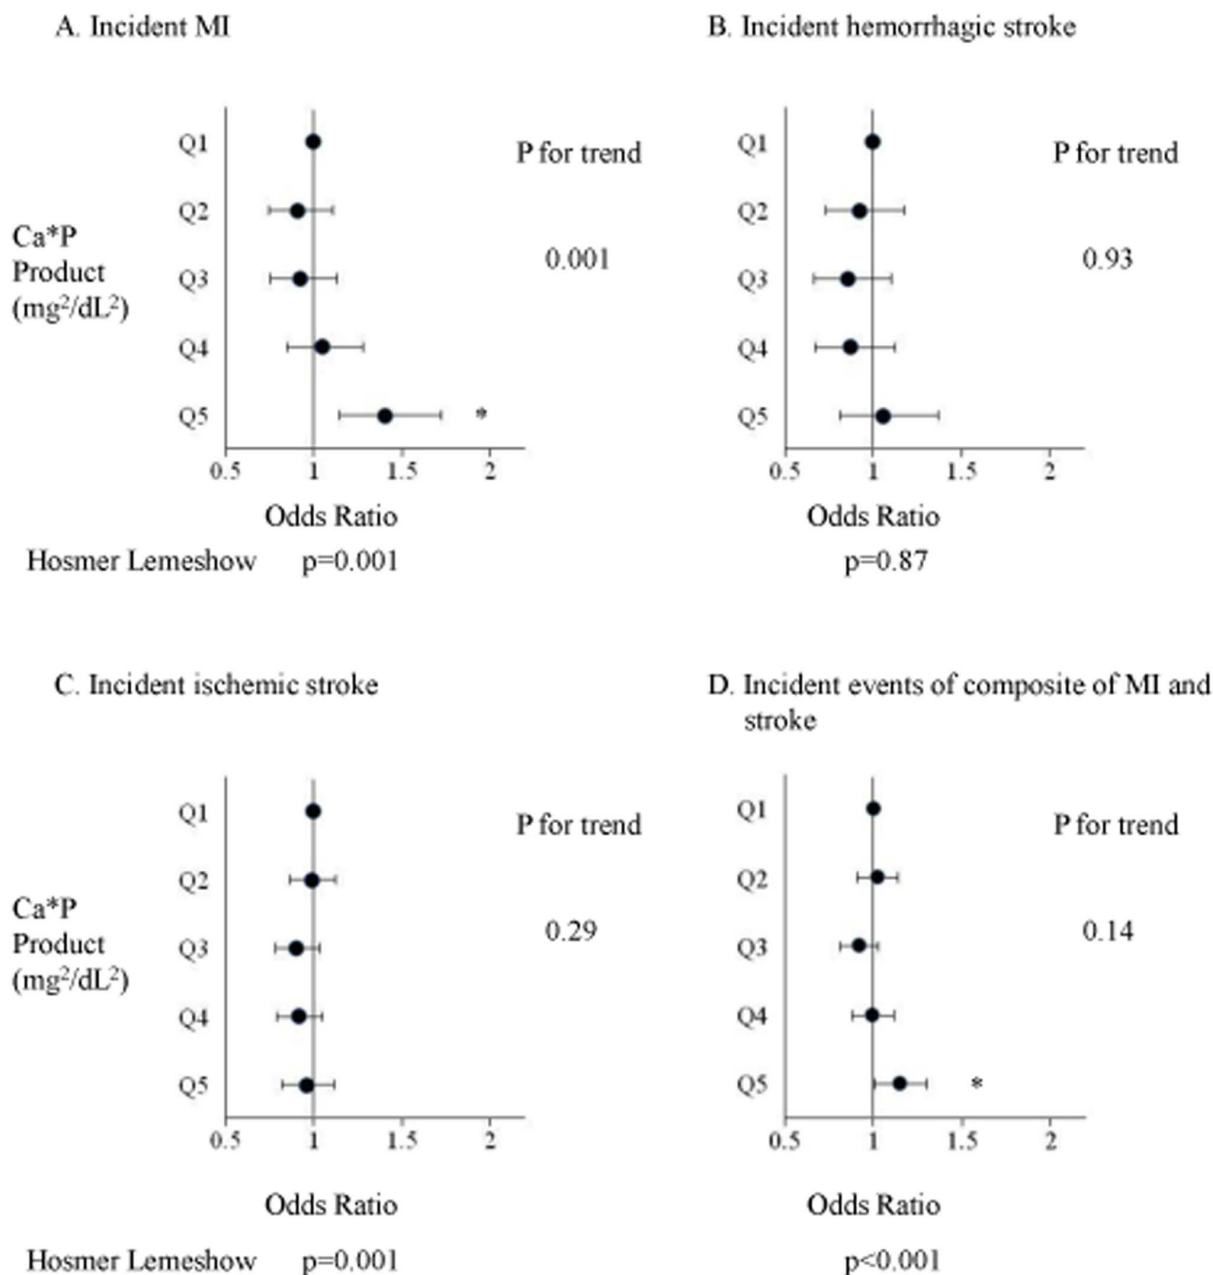 A. Incident MI
B. Incident hemorrhagic stroke
Q1
P for trend
Q2
Ca*P
Product
(mg²/dL²)
0.001
Q3
Q4
Q5
*
0.5 1 1.5 2
Odds Ratio
Hosmer Lemeshow p=0.001
Q1
P for trend
Q2
0.93
Q3
Q4
Q5
0.5 1 1.5 2
Odds Ratio
p=0.87
C. Incident ischemic stroke
D. Incident events of composite of MI and
stroke
Q1
P for trend
Q2
Ca*P
Product
(mg²/dL²)
0.29
Q3
Q4
Q5
0.5 1 1.5 2
Odds Ratio
Hosmer Lemeshow p=0.001
Q1
P for trend
Q2
0.14
Q3
Q4
Q5
*
0.5 1 1.5 2
Odds Ratio
p<0.001